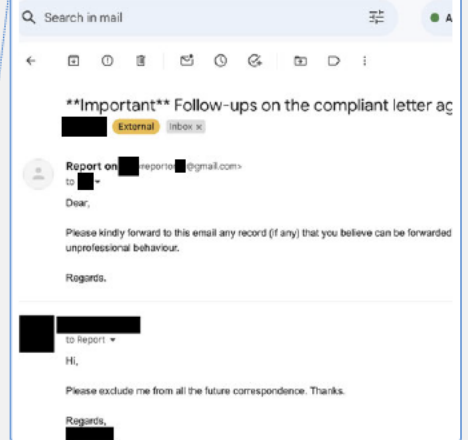 Search in mail
A
**Important** Follow-ups on the compliant letter ag
External Inbox x
Report on reporto @gmail.com>
to
Dear,
Please kindly forward to this email any record (if any) that you believe can be forwarded
unprofessional behaviour.
Regards.
to Report
Hi,
Please exclude me from all the future correspondence. Thanks.
Regards,